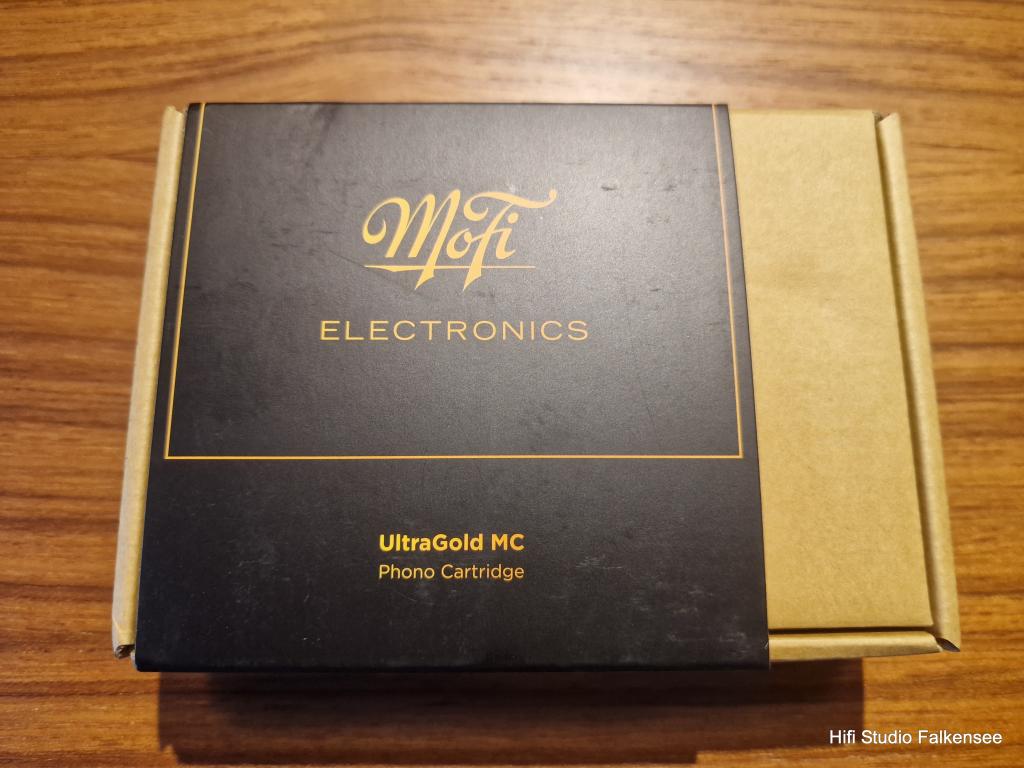 MoFi
ELECTRONICS
UltraGold MC
Phono Cartridge
Hifi Studio Falkensee